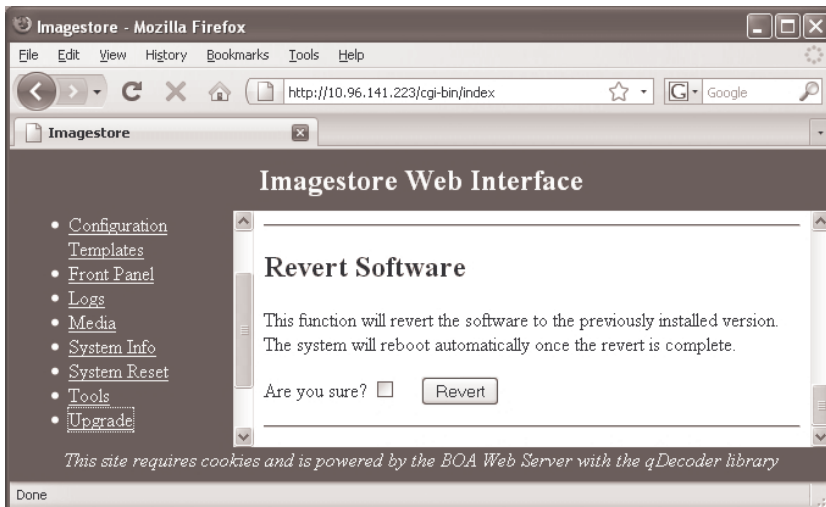 Imagestore - Mozilla Firefox
File Edit View History Bookmarks Tools Help
http://10.96.141.223/cgi-bin/index
G Google
Imagestore
Imagestore Web Interface
Configuration
Templates
Front Panel
Logs
Media
System Info
System Reset
Tools
Upgrade
Revert Software
This function will revert the software to the previously installed version.
The system will reboot automatically once the revert is complete.
Are you sure? Revert
This site requires cookies and is powered by the BOA Web Server with the qDecoder library
Done